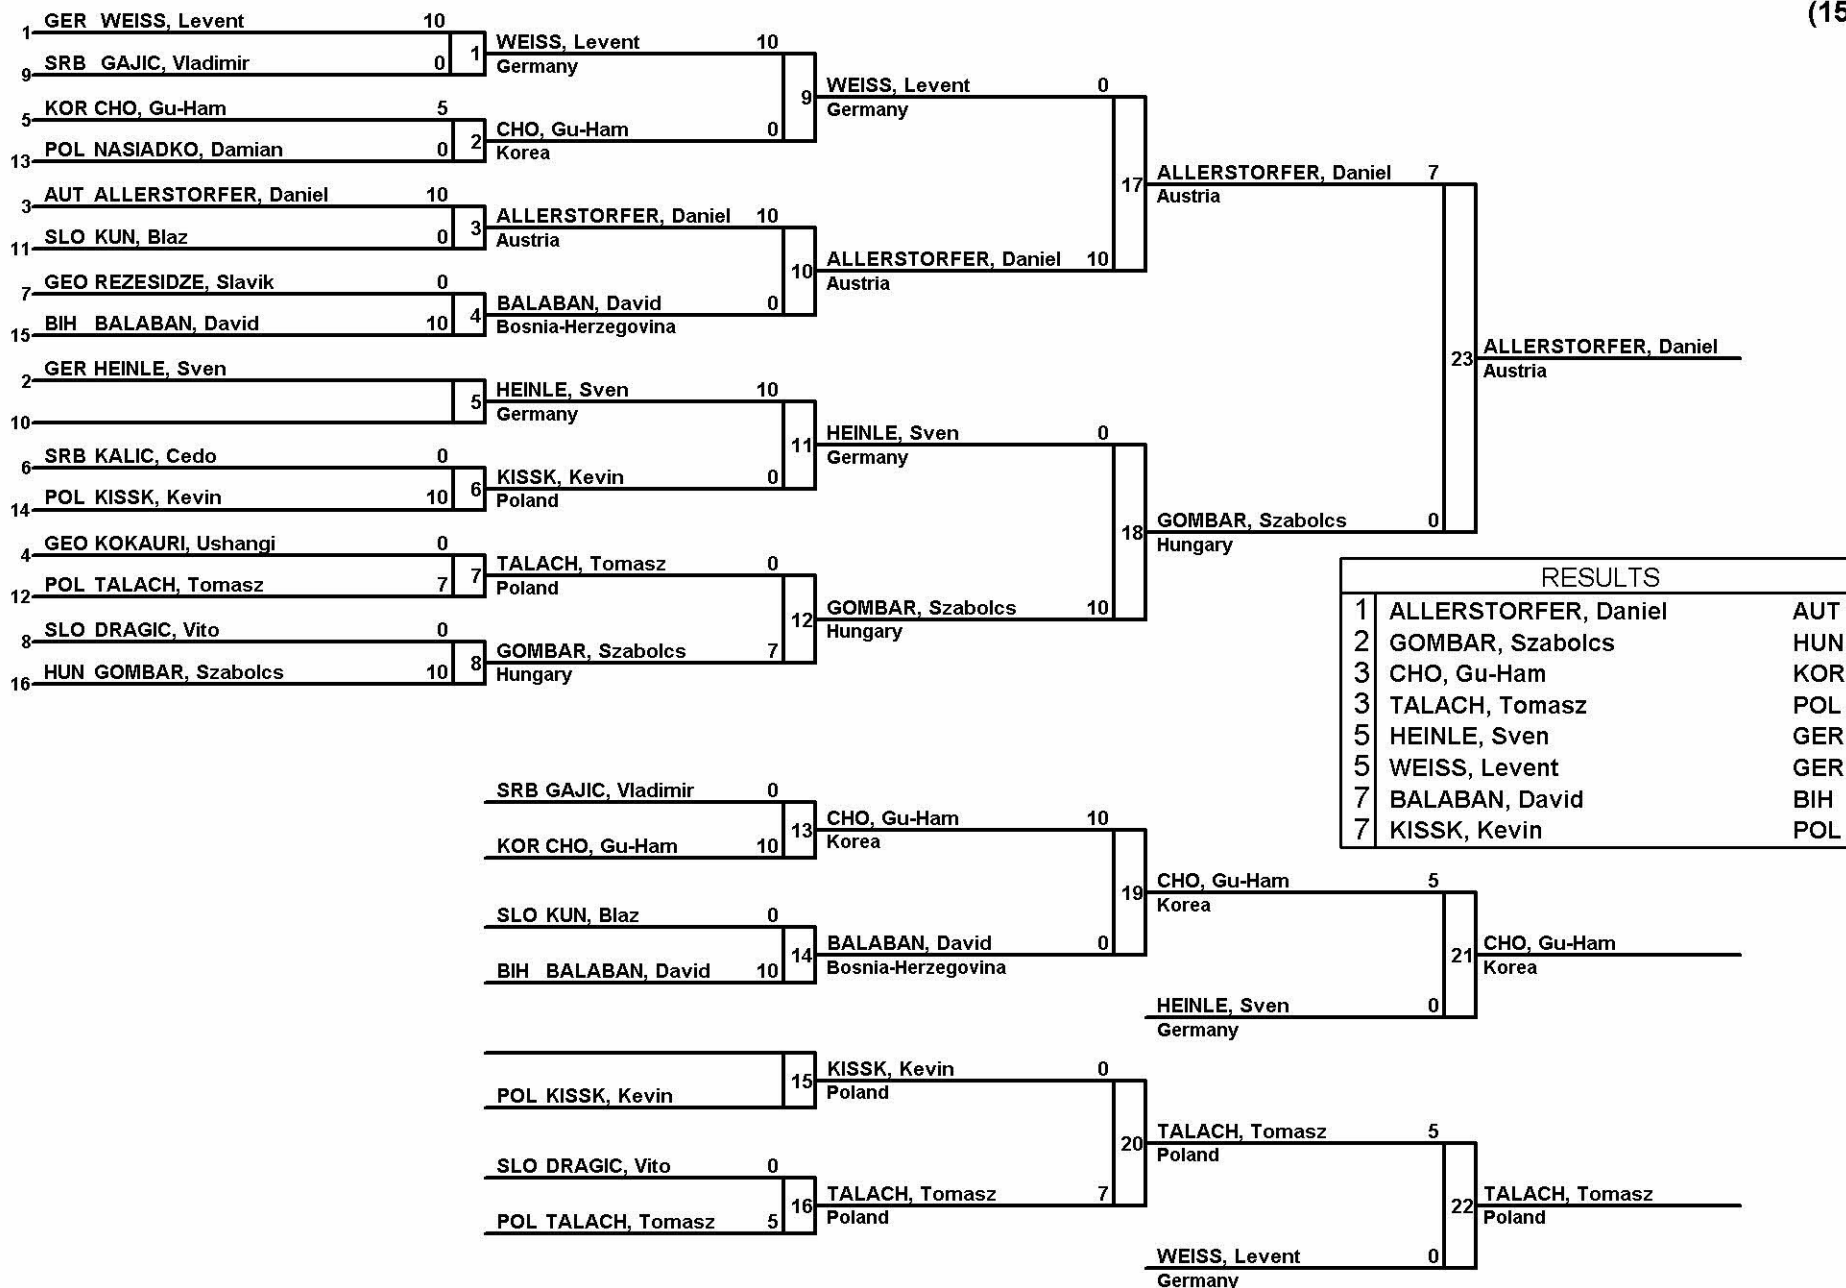 (15
1 GER WEISS, Levent 10
9 SRB GAJIC, Vladimir 0
1
5 KOR CHO, Gu-Ham 5
13 POL NASIADKO, Damian 0
2
3 AUT ALLERSTORFER, Daniel 10
11 SLO KUN, Blaz 0
3
7 GEO REZESIDZE, Slavik 0
15 BIH BALABAN, David 10
4
2 GER HEINLE, Sven
10
5
6 SRB KALIC, Cedo 0
14 POL KISSK, Kevin 10
6
4 GEO KOKAURI, Ushangi 0
12 POL TALACH, Tomasz 7
7
8 SLO DRAGIC, Vito 0
16 HUN GOMBAR, Szabolcs 10
8
WEISS, Levent 10
Germany
CHO, Gu-Ham 0
Korea
9
ALLERSTORFER, Daniel 10
Austria
BALABAN, David 0
Bosnia-Herzegovina
10
HEINLE, Sven 10
Germany
KISSK, Kevin 0
Poland
11
TALACH, Tomasz 0
Poland
GOMBAR, Szabolcs 7
Hungary
12
WEISS, Levent 0
Germany
ALLERSTORFER, Daniel 10
Austria
17
HEINLE, Sven 0
Germany
GOMBAR, Szabolcs 10
Hungary
18
ALLERSTORFER, Daniel 7
Austria
GOMBAR, Szabolcs 0
Hungary
23
ALLERSTORFER, Daniel
Austria
RESULTS
1 ALLERSTORFER, Daniel AUT
2 GOMBAR, Szabolcs HUN
3 CHO, Gu-Ham KOR
3 TALACH, Tomasz POL
5 HEINLE, Sven GER
5 WEISS, Levent GER
7 BALABAN, David BIH
7 KISSK, Kevin POL
SRB GAJIC, Vladimir 0
KOR CHO, Gu-Ham 10
13
SLO KUN, Blaz 0
BIH BALABAN, David 10
14
POL KISSK, Kevin
15
SLO DRAGIC, Vito 0
POL TALACH, Tomasz 5
16
CHO, Gu-Ham 10
Korea
BALABAN, David 0
Bosnia-Herzegovina
19
KISSK, Kevin 0
Poland
TALACH, Tomasz 7
Poland
20
CHO, Gu-Ham 5
Korea
HEINLE, Sven 0
Germany
21
CHO, Gu-Ham
Korea
TALACH, Tomasz 5
Poland
WEISS, Levent 0
Germany
22
TALACH, Tomasz
Poland